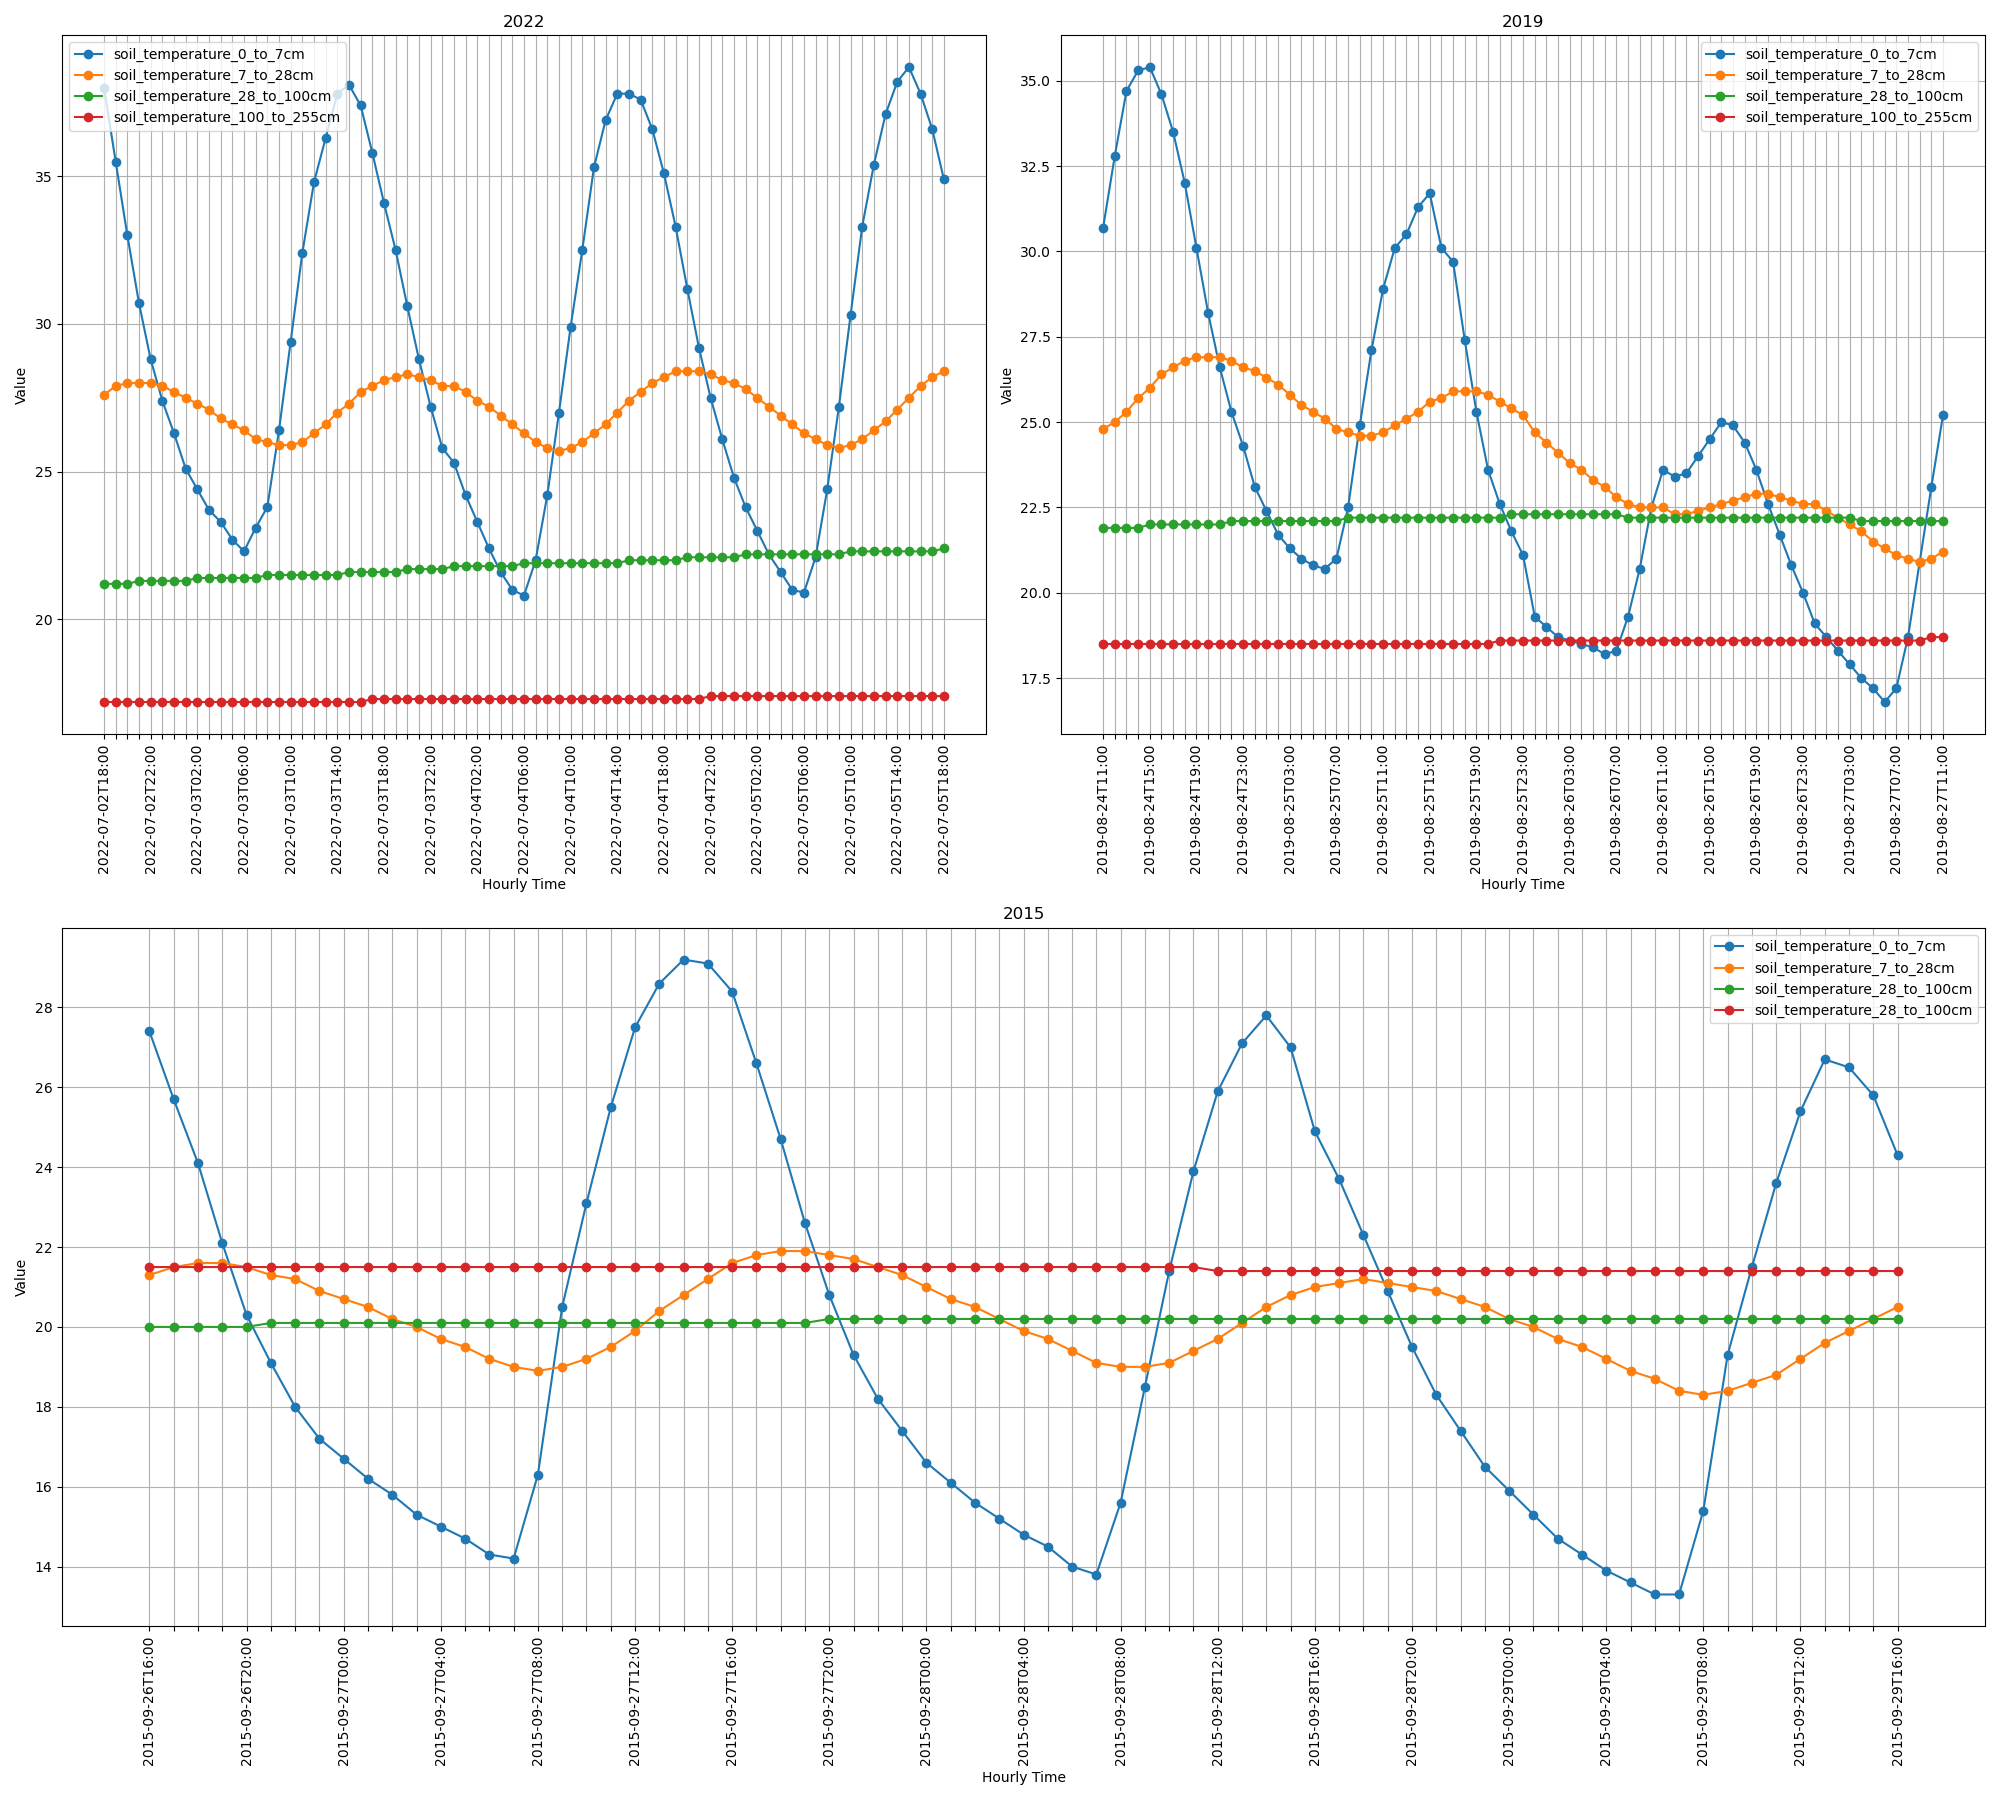 2022
soil_temperature_0_to_7cm
soil_temperature_7_to_28cm
soil_temperature_28_to_100cm
soil_temperature_100_to_255cm
35
30
25
20
Value
2022-07-02T18:00
2022-07-02T22:00
2022-07-03T02:00
2022-07-03T06:00
2022-07-03T10:00
2022-07-03T14:00
2022-07-03T18:00
2022-07-03T22:00
2022-07-04T02:00
2022-07-04T06:00
2022-07-04T10:00
2022-07-04T14:00
2022-07-04T18:00
2022-07-04T22:00
2022-07-05T02:00
2022-07-05T06:00
2022-07-05T10:00
2022-07-05T14:00
2022-07-05T18:00
Hourly Time
2019
soil_temperature_0_to_7cm
soil_temperature_7_to_28cm
soil_temperature_28_to_100cm
soil_temperature_100_to_255cm
35.0
32.5
30.0
27.5
25.0
22.5
20.0
17.5
Value
2019-08-24T11:00
2019-08-24T15:00
2019-08-24T19:00
2019-08-24T23:00
2019-08-25T03:00
2019-08-25T07:00
2019-08-25T11:00
2019-08-25T15:00
2019-08-25T19:00
2019-08-25T23:00
2019-08-26T03:00
2019-08-26T07:00
2019-08-26T11:00
2019-08-26T15:00
2019-08-26T19:00
2019-08-26T23:00
2019-08-27T03:00
2019-08-27T07:00
2019-08-27T11:00
Hourly Time
2015
soil_temperature_0_to_7cm
soil_temperature_7_to_28cm
soil_temperature_28_to_100cm
soil_temperature_28_to_100cm
28
26
24
22
20
18
16
14
Value
2015-09-26T16:00
2015-09-26T20:00
2015-09-27T00:00
2015-09-27T04:00
2015-09-27T08:00
2015-09-27T12:00
2015-09-27T16:00
2015-09-27T20:00
2015-09-28T00:00
2015-09-28T04:00
2015-09-28T08:00
2015-09-28T12:00
2015-09-28T16:00
2015-09-28T20:00
2015-09-29T00:00
2015-09-29T04:00
2015-09-29T08:00
2015-09-29T12:00
2015-09-29T16:00
Hourly Time